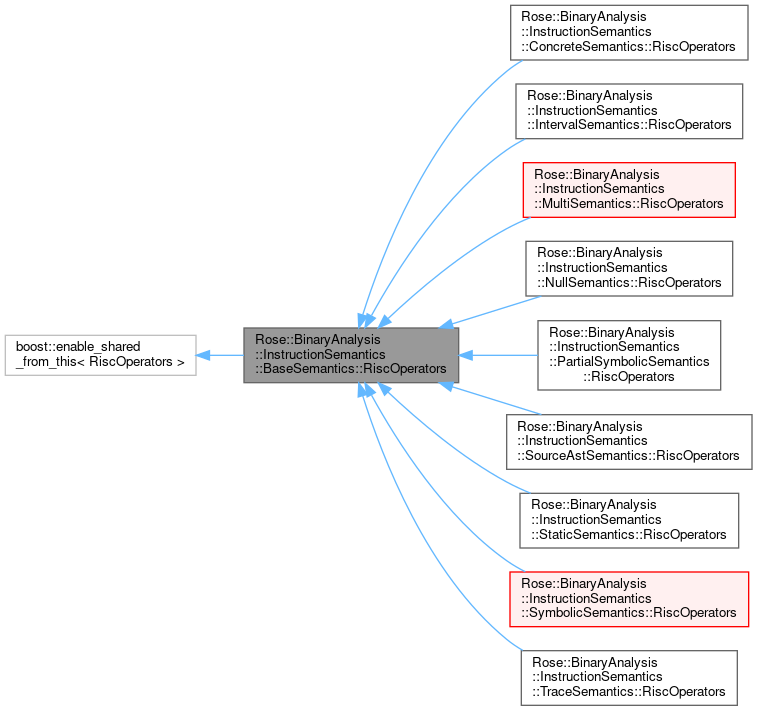 boost::enable_shared
_from_this< RiscOperators >
Rose::BinaryAnalysis
::InstructionSemantics
::BaseSemantics::RiscOperators
Rose::BinaryAnalysis
::InstructionSemantics
::ConcreteSemantics::RiscOperators
Rose::BinaryAnalysis
::InstructionSemantics
::IntervalSemantics::RiscOperators
Rose::BinaryAnalysis
::InstructionSemantics
::MultiSemantics::RiscOperators
Rose::BinaryAnalysis
::InstructionSemantics
::NullSemantics::RiscOperators
Rose::BinaryAnalysis
::InstructionSemantics
::PartialSymbolicSemantics
::RiscOperators
Rose::BinaryAnalysis
::InstructionSemantics
::SourceAstSemantics::RiscOperators
Rose::BinaryAnalysis
::InstructionSemantics
::StaticSemantics::RiscOperators
Rose::BinaryAnalysis
::InstructionSemantics
::SymbolicSemantics::RiscOperators
Rose::BinaryAnalysis
::InstructionSemantics
::TraceSemantics::RiscOperators